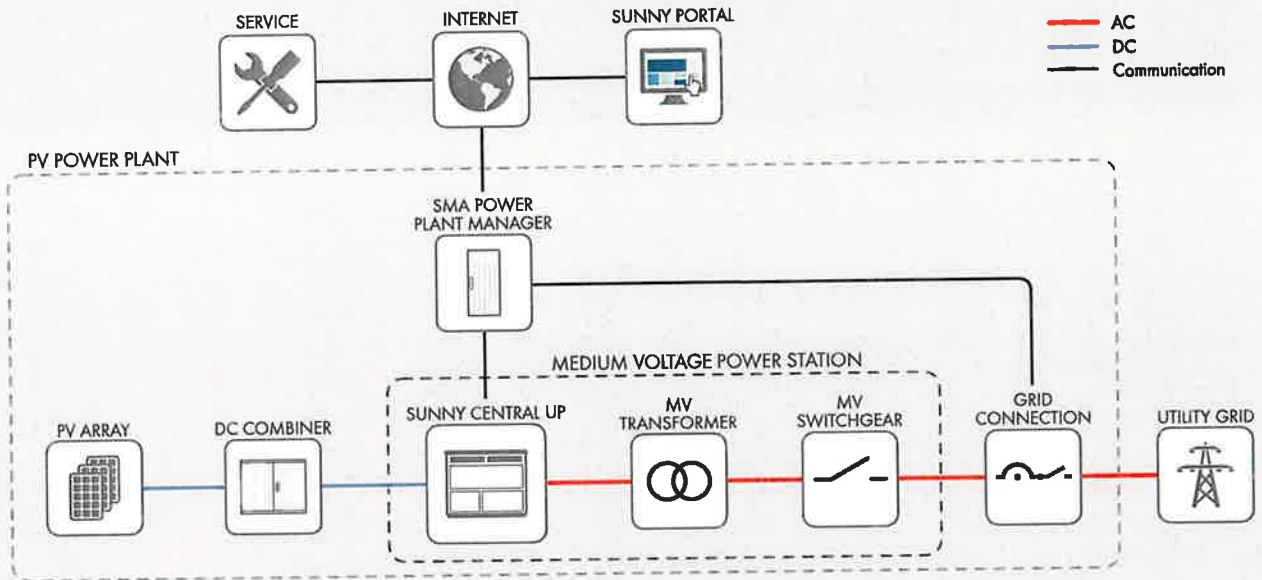 SERVICE
INTERNET
SUNNY PORTAL
AC
DC
Communication
PV POWER PLANT
SMA POWER
PLANT MANAGER
MEDIUM VOLTAGE POWER STATION
PV ARRAY
DC COMBINER
SUNNY CENTRAL UP
MV
TRANSFORMER
MV
SWITCHGEAR
GRID
CONNECTION
UTILITY GRID